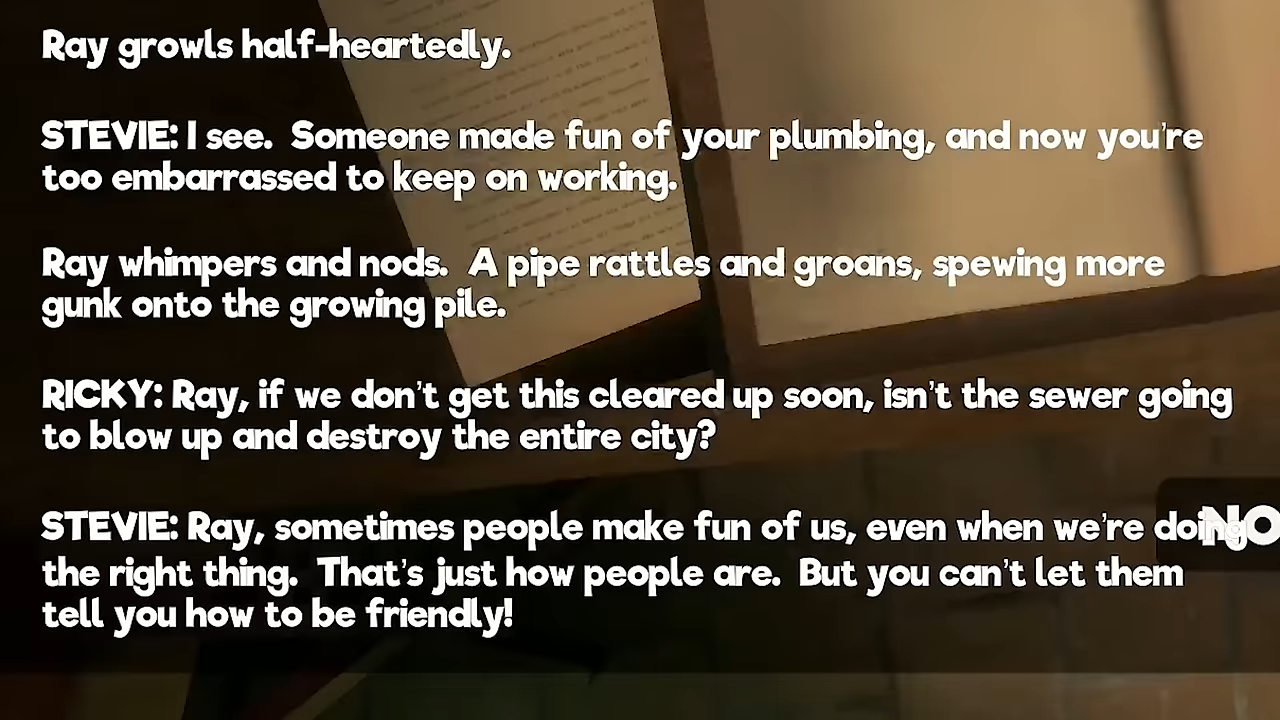 Ray growls half-heartedly.
STEVIE: I see.  Someone made fun of your plumbing, and now you're
too embarrassed to keep on working.
Ray whimpers and nods.  A pipe rattles and groans, spewing more
gunk onto the growing pile.
RICKY: Ray, if we don't get this cleared up soon, isn't the sewer going
to blow up and destroy the entire city?
STEVIE: Ray, sometimes people make fun of us, even when we're doing
the right thing.  That's just how people are.  But you can't let them
tell you how to be friendly!
NO